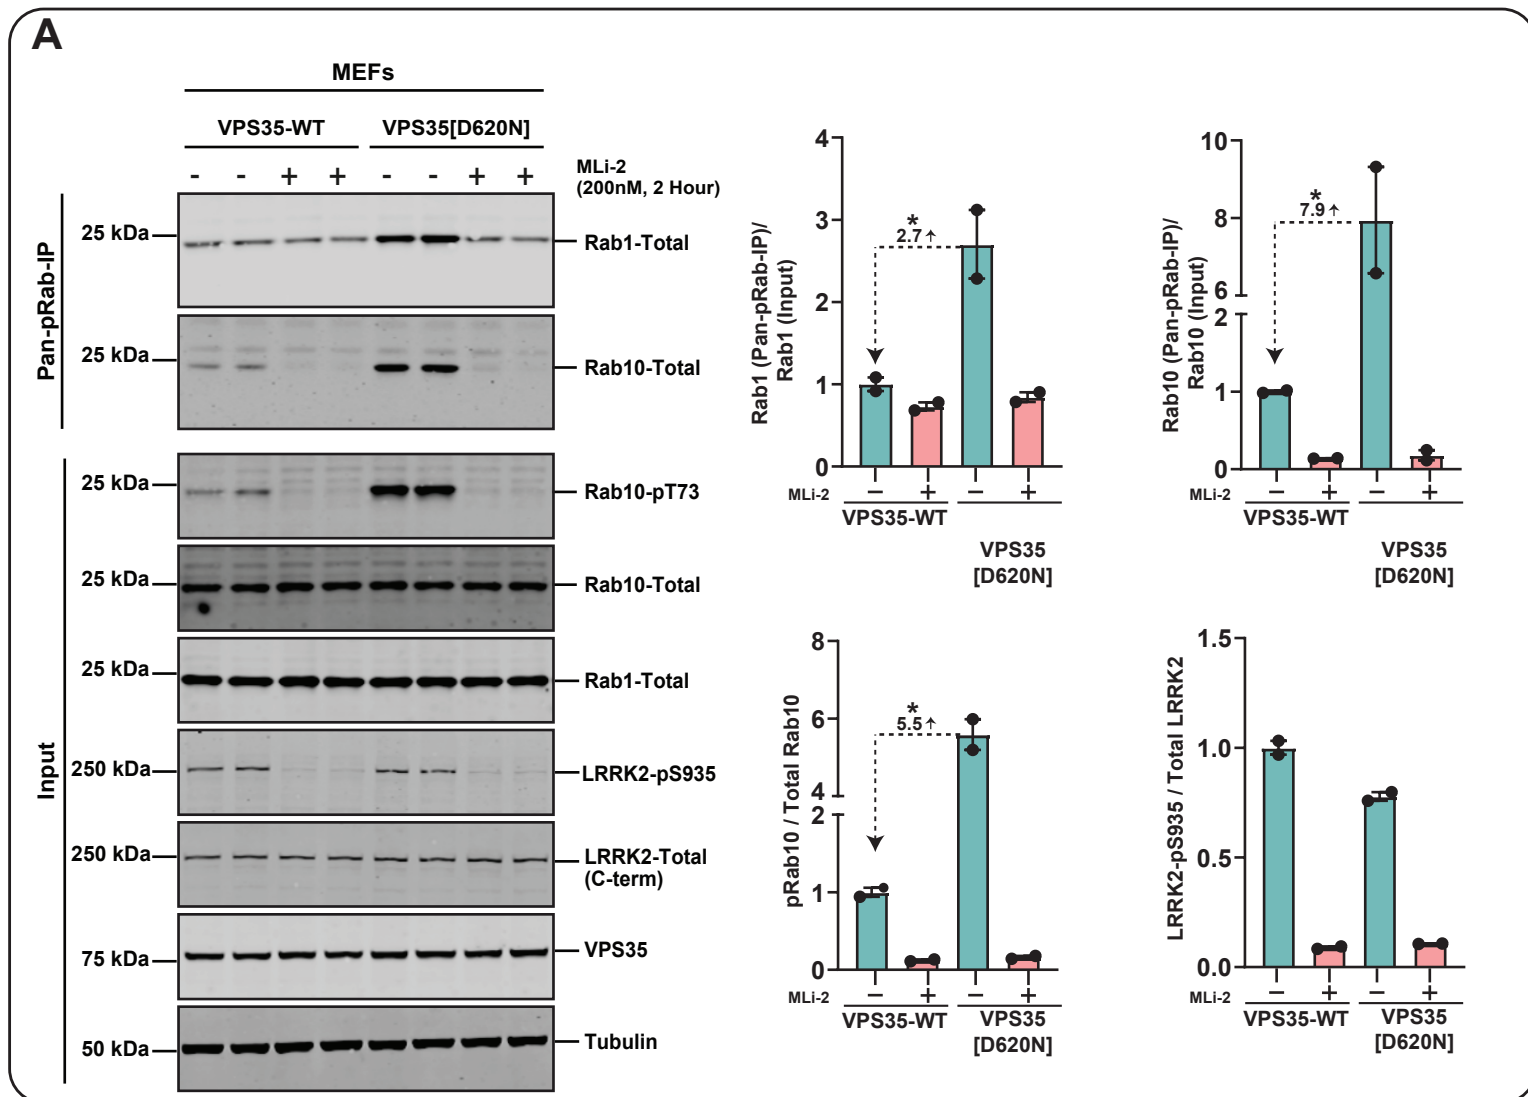 A
MEFs
VPS35-WT VPS35[D620N]
- - + + - - + + MLi-2
(200nM, 2 Hour)
Pan-pRab-IP
25 kDa Rab1-Total
25 kDa Rab10-Total
Input
25 kDa Rab10-pT73
25 kDa Rab10-Total
25 kDa Rab1-Total
250 kDa LRRK2-pS935
250 kDa LRRK2-Total
(C-term)
75 kDa VPS35
50 kDa Tubulin
Rab1 (Pan-pRab-IP)/
Rab1 (Input)
4
3
2
1
0
*
2.7↑
MLi-2 − + − +
VPS35-WT
VPS35
[D620N]
Rab10 (Pan-pRab-IP)/
Rab10 (Input)
10
8
6
2
1
0
*
7.9↑
MLi-2 − + − +
VPS35-WT
VPS35
[D620N]
pRab10 / Total Rab10
8
6
4
2
1
0
*
5.5↑
MLi-2 − + − +
VPS35-WT VPS35
[D620N]
LRRK2-pS935 / Total LRRK2
1.5
1.0
0.5
0.0
MLi-2 − + − +
VPS35-WT VPS35
[D620N]